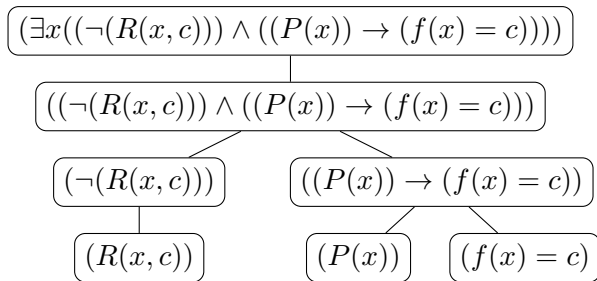 (∃x((¬(R(x, c))) ∧ ((P(x)) → (f(x) = c))))
((¬(R(x, c))) ∧ ((P(x)) → (f(x) = c)))
(¬(R(x, c))) ((P(x)) → (f(x) = c))
(R(x, c)) (P(x)) (f(x) = c)